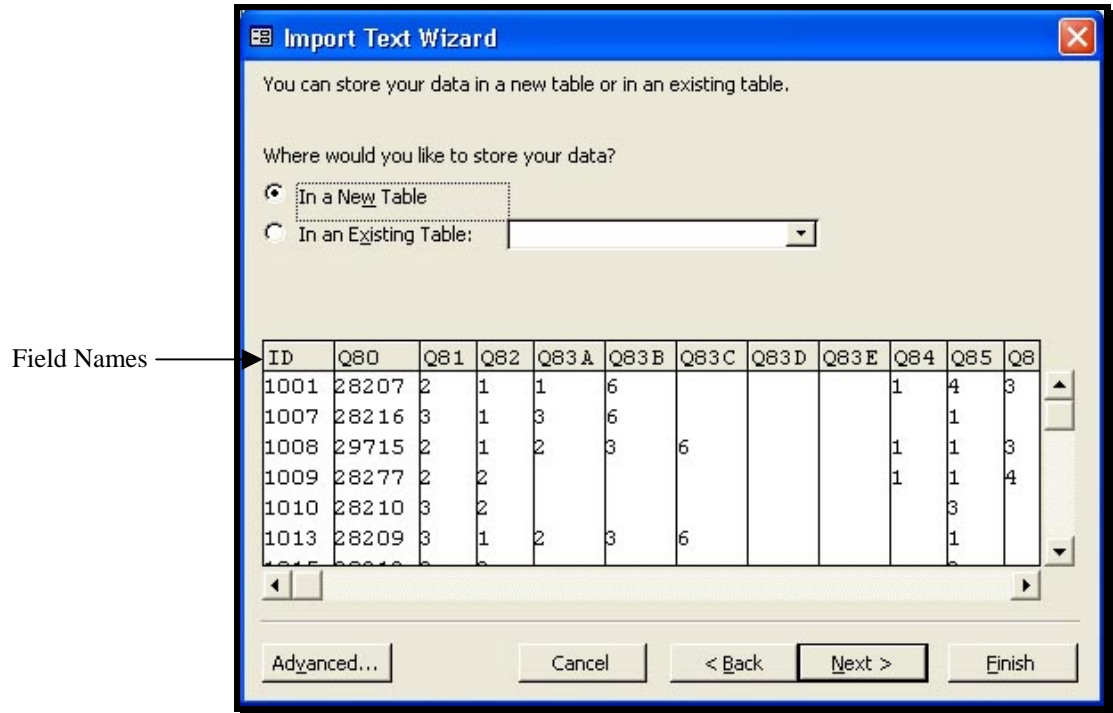 Import Text Wizard
You can store your data in a new table or in an existing table.
Where would you like to store your data?
In a New Table
In an Existing Table:
Field Names
ID Q80 Q81 Q82 Q83A Q83B Q83C Q83D Q83E Q84 Q85 Q8
1001 28207 2 1 1 6 1 4 3
1007 28216 3 1 3 6 1
1008 29715 2 1 2 3 6 1 1 3
1009 28277 2 2 1 1 4
1010 28210 3 2 3
1013 28209 3 1 2 3 6 1
Advanced... Cancel < Back Next > Finish